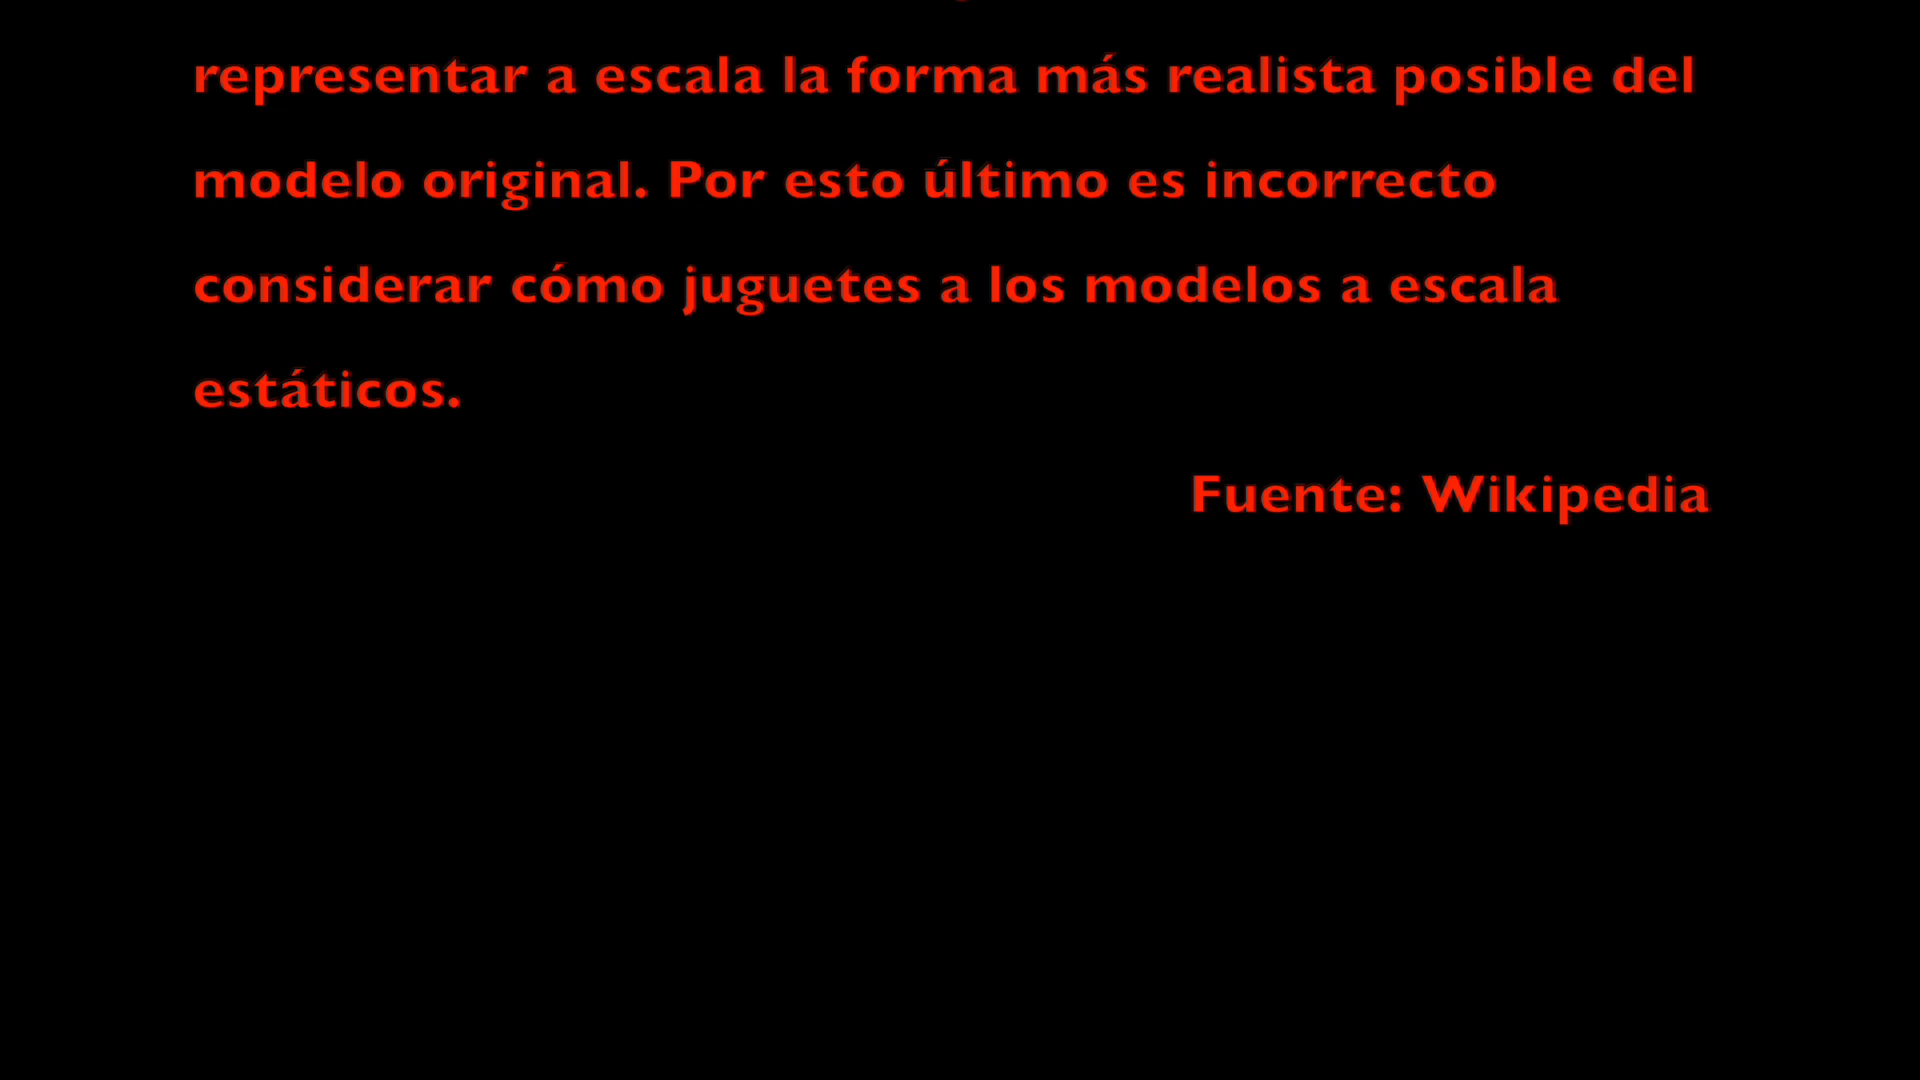 representar a escala la forma más realista posible del
modelo original. Por esto último es incorrecto
considerar cómo juguetes a los modelos a escala
estáticos.
Fuente: Wikipedia